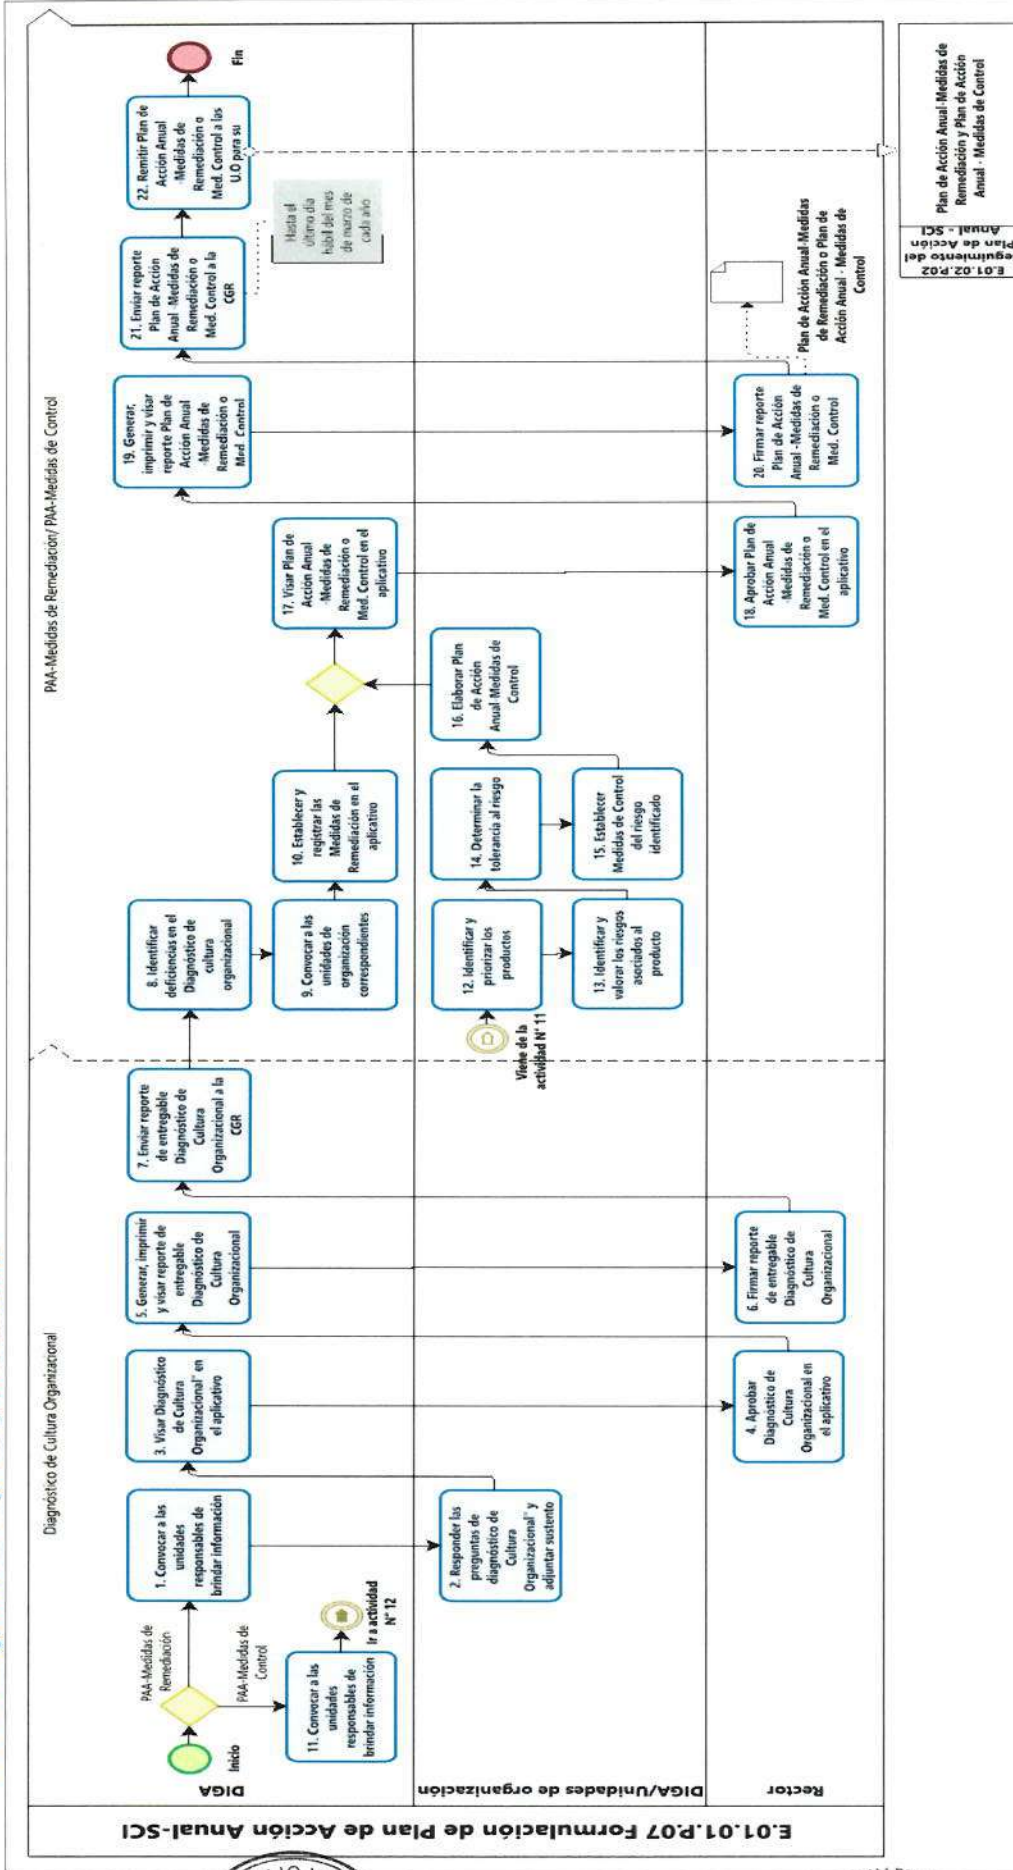 E.01.01.P.07 Formulación de Plan de Acción Anual-SCI
Diagnóstico de Cultura Organizacional
PAA-Medidas de Remediación/ PAA-Medidas de Control
DIGA
DIGA/Unidades de organización
Rector
Inicio
PAA-Medidas de
Remediación
PAA-Medidas de
Control
1. Convocar a las
unidades
responsables de
brindar información
11. Convocar a las
unidades
responsables de
brindar información
Ir a actividad
N° 12
2. Responder las
preguntas de
diagnóstico de
Cultura
Organizacional" y
adjuntar sustento
3. Visar Diagnóstico
de Cultura
Organizacional" en
el aplicativo
4. Aprobar
Diagnóstico de
Cultura
Organizacional en
el aplicativo
5. Generar, imprimir
y visar reporte de
entregable
Diagnóstico de
Cultura
Organizacional
6. Firmar reporte
de entregable
Diagnóstico de
Cultura
Organizacional
7. Enviar reporte
de entregable
Diagnóstico de
Cultura
Organizacional a la
CGR
8. Identificar
deficiencias en el
Diagnóstico de
cultura
organizacional
9. Convocar a las
unidades de
organización
correspondientes
10. Establecer y
registrar las
Medidas de
Remediación en el
aplicativo
Viene de la
actividad N° 11
12. Identificar y
priorizar los
productos
13. Identificar y
valorar los riesgos
asociados al
producto
14. Determinar la
tolerancia al riesgo
15. Establecer
Medidas de Control
del riesgo
identificado
16. Elaborar Plan
de Acción
Anual-Medidas de
Control
17. Visar Plan de
Acción Anual
-Medidas de
Remediación o
Med. Control en el
aplicativo
18. Aprobar Plan de
Acción Anual
-Medidas de
Remediación o
Med. Control en el
aplicativo
19. Generar,
imprimir y visar
reporte Plan de
Acción Anual
-Medidas de
Remediación o
Med. Control
20. Firmar reporte
Plan de Acción
Anual -Medidas de
Remediación o
Med. Control
Plan de Acción Anual-Medidas
de Remediación o Plan de
Acción Anual - Medidas de
Control
21. Enviar reporte
Plan de Acción
Anual -Medidas de
Remediación o
Med. Control a la
CGR
Hasta el
último día
hábil del mes
de marzo de
cada año
22. Remitir Plan de
Acción Anual
-Medidas de
Remediación o
Med. Control a las
U.O para su
Fin
E.01.02.P.02
eguimiento del
Plan de Acción
Anual - SCI
Plan de Acción Anual-Medidas de
Remediación y Plan de Acción
Anual - Medidas de Control